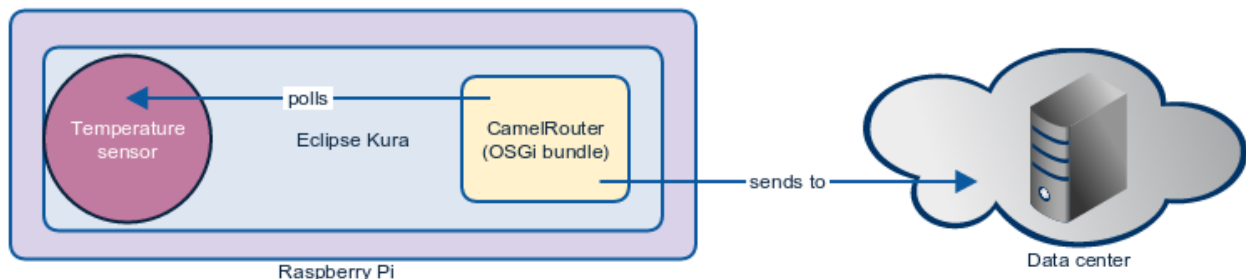 polls
Temperature
sensor
Eclipse Kura
CamelRouter
(OSGi bundle)
sends to
Raspberry Pi
Data center